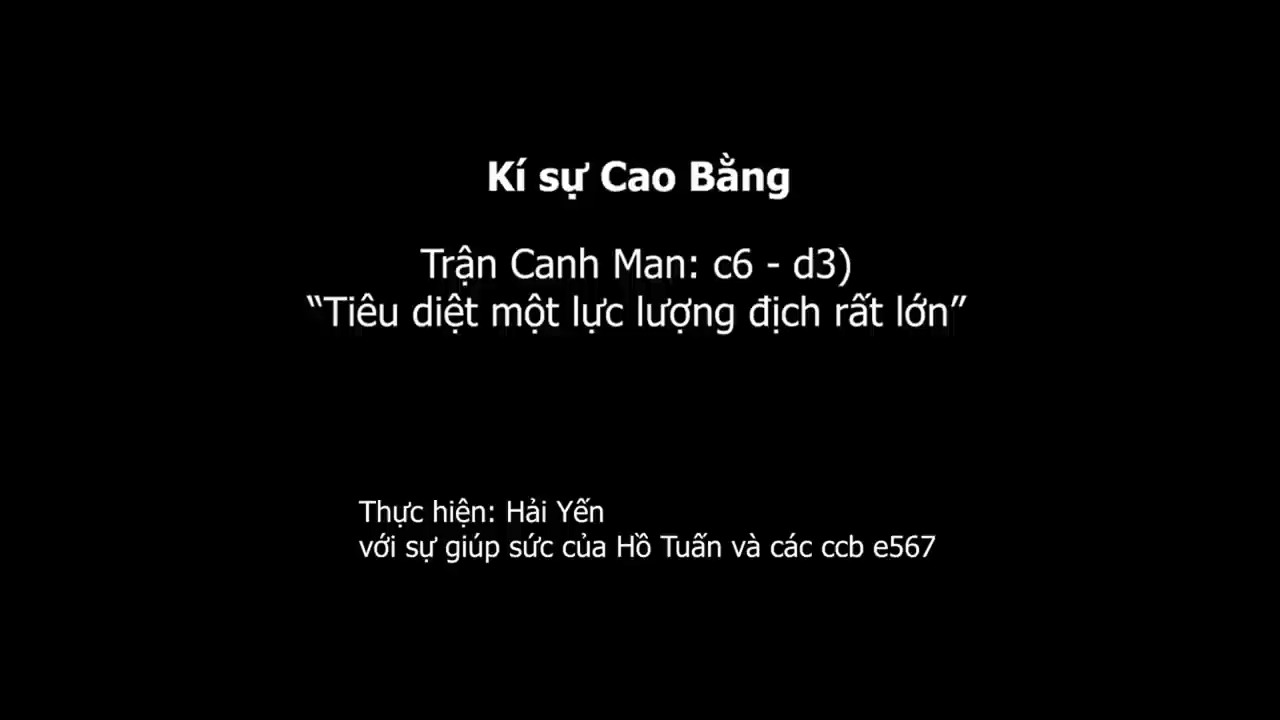 Kí sự Cao Bằng
Trận Canh Man: c6 - d3)
“Tiêu diệt một lực lượng địch rất lớn”
Thực hiện: Hải Yến
với sự giúp sức của Hồ Tuấn và các ccb e567